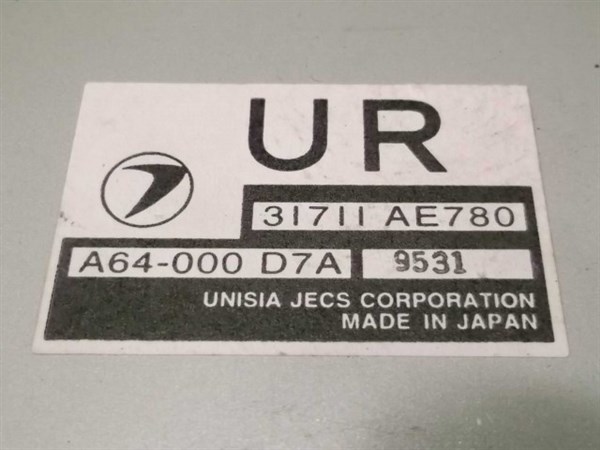 UR
31711 AE780
A64-000 D7A 9531
UNISIA JECS CORPORATION
MADE IN JAPAN